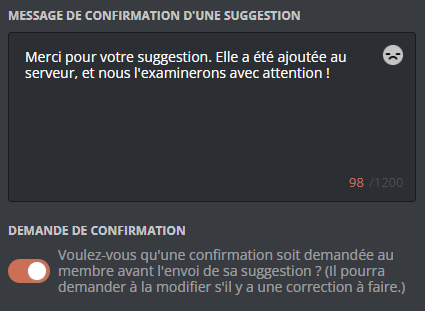 MESSAGE DE CONFIRMATION D'UNE SUGGESTION
Merci pour votre suggestion. Elle a été ajoutée au
serveur, et nous l'examinerons avec attention !
98 /1200
DEMANDE DE CONFIRMATION
Voulez-vous qu'une confirmation soit demandée au
membre avant l'envoi de sa suggestion ? (Il pourra
demander à la modifier s'il y a une correction à faire.)